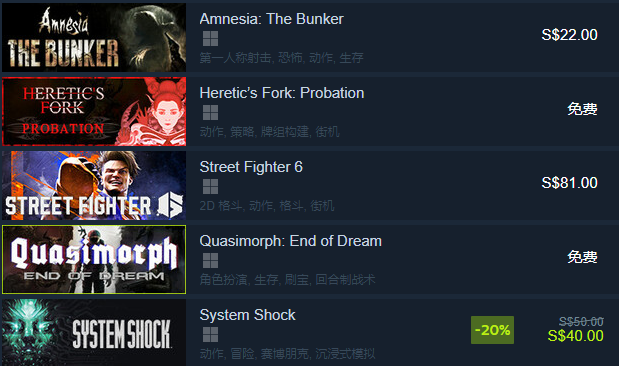 Amnesia
THE BUNKER
Amnesia: The Bunker
S$22.00
第一人称射击, 恐怖, 动作, 生存
HERETIC'S
FORK
PROBATION
Heretic's Fork: Probation
免费
动作, 策略, 牌组构建, 街机
STREET FIGHTER 6
Street Fighter 6
S$81.00
2D 格斗, 动作, 格斗, 街机
Quasimorph
END OF DREAM
Quasimorph: End of Dream
免费
角色扮演, 生存, 刷宝, 回合制战术
SYSTEM SHOCK
System Shock
-20%
S$50.00
S$40.00
动作, 冒险, 赛博朋克, 沉浸式模拟